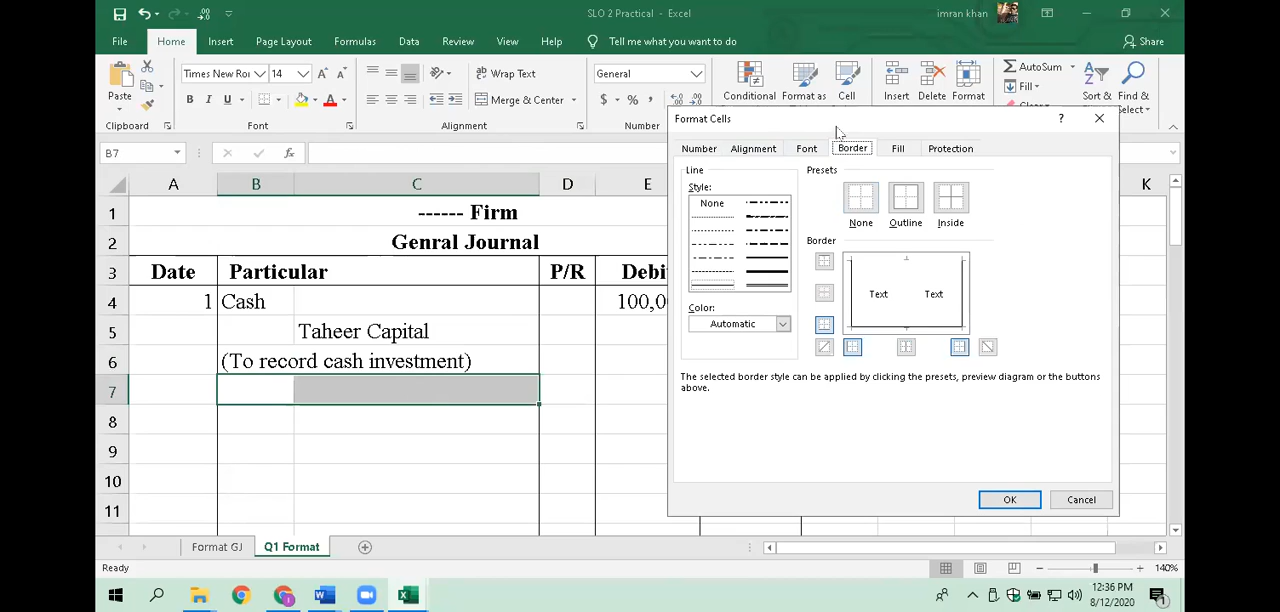 SLO 2 Practical - Excel
imran khan
File Home Insert Page Layout Formulas Data Review View Help Tell me what you want to do Share
Paste
Clipboard
Times New Ro 14
B I U A
Font
Wrap Text
Merge & Center
Alignment
General
$ % ,
Number
Conditional
Format as
Cell
Insert
Delete
Format
AutoSum
Fill
Sort &
Find &
Select
B7
fx
A B C D E K
1 ------ Firm
2 Genral Journal
3 Date Particular P/R
4 1 Cash
5 Taheer Capital
6 (To record cash investment)
7
8
9
10
11
Format Cells
?
Number Alignment Font Border Fill Protection
Line
Style:
None
Color:
Automatic
Presets
None Outline Inside
Border
Text Text
The selected border style can be applied by clicking the presets, preview diagram or the buttons
above.
OK Cancel
Format GJ Q1 Format
Ready
140%
12:36 PM
8/12/2020